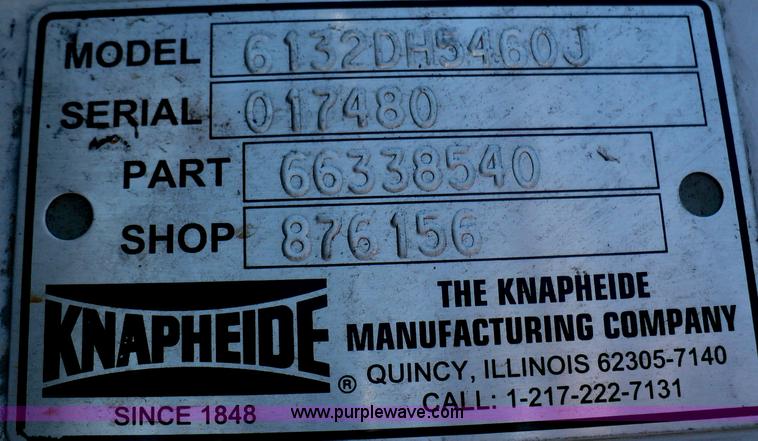 MODEL 6132DH5460J
SERIAL 017480
PART 66338540
SHOP 876156
KNAPHEIDE ®
SINCE 1848
THE KNAPHEIDE
MANUFACTURING COMPANY
QUINCY, ILLINOIS 62305-7140
CALL: 1-217-222-7131
www.purplewave.com